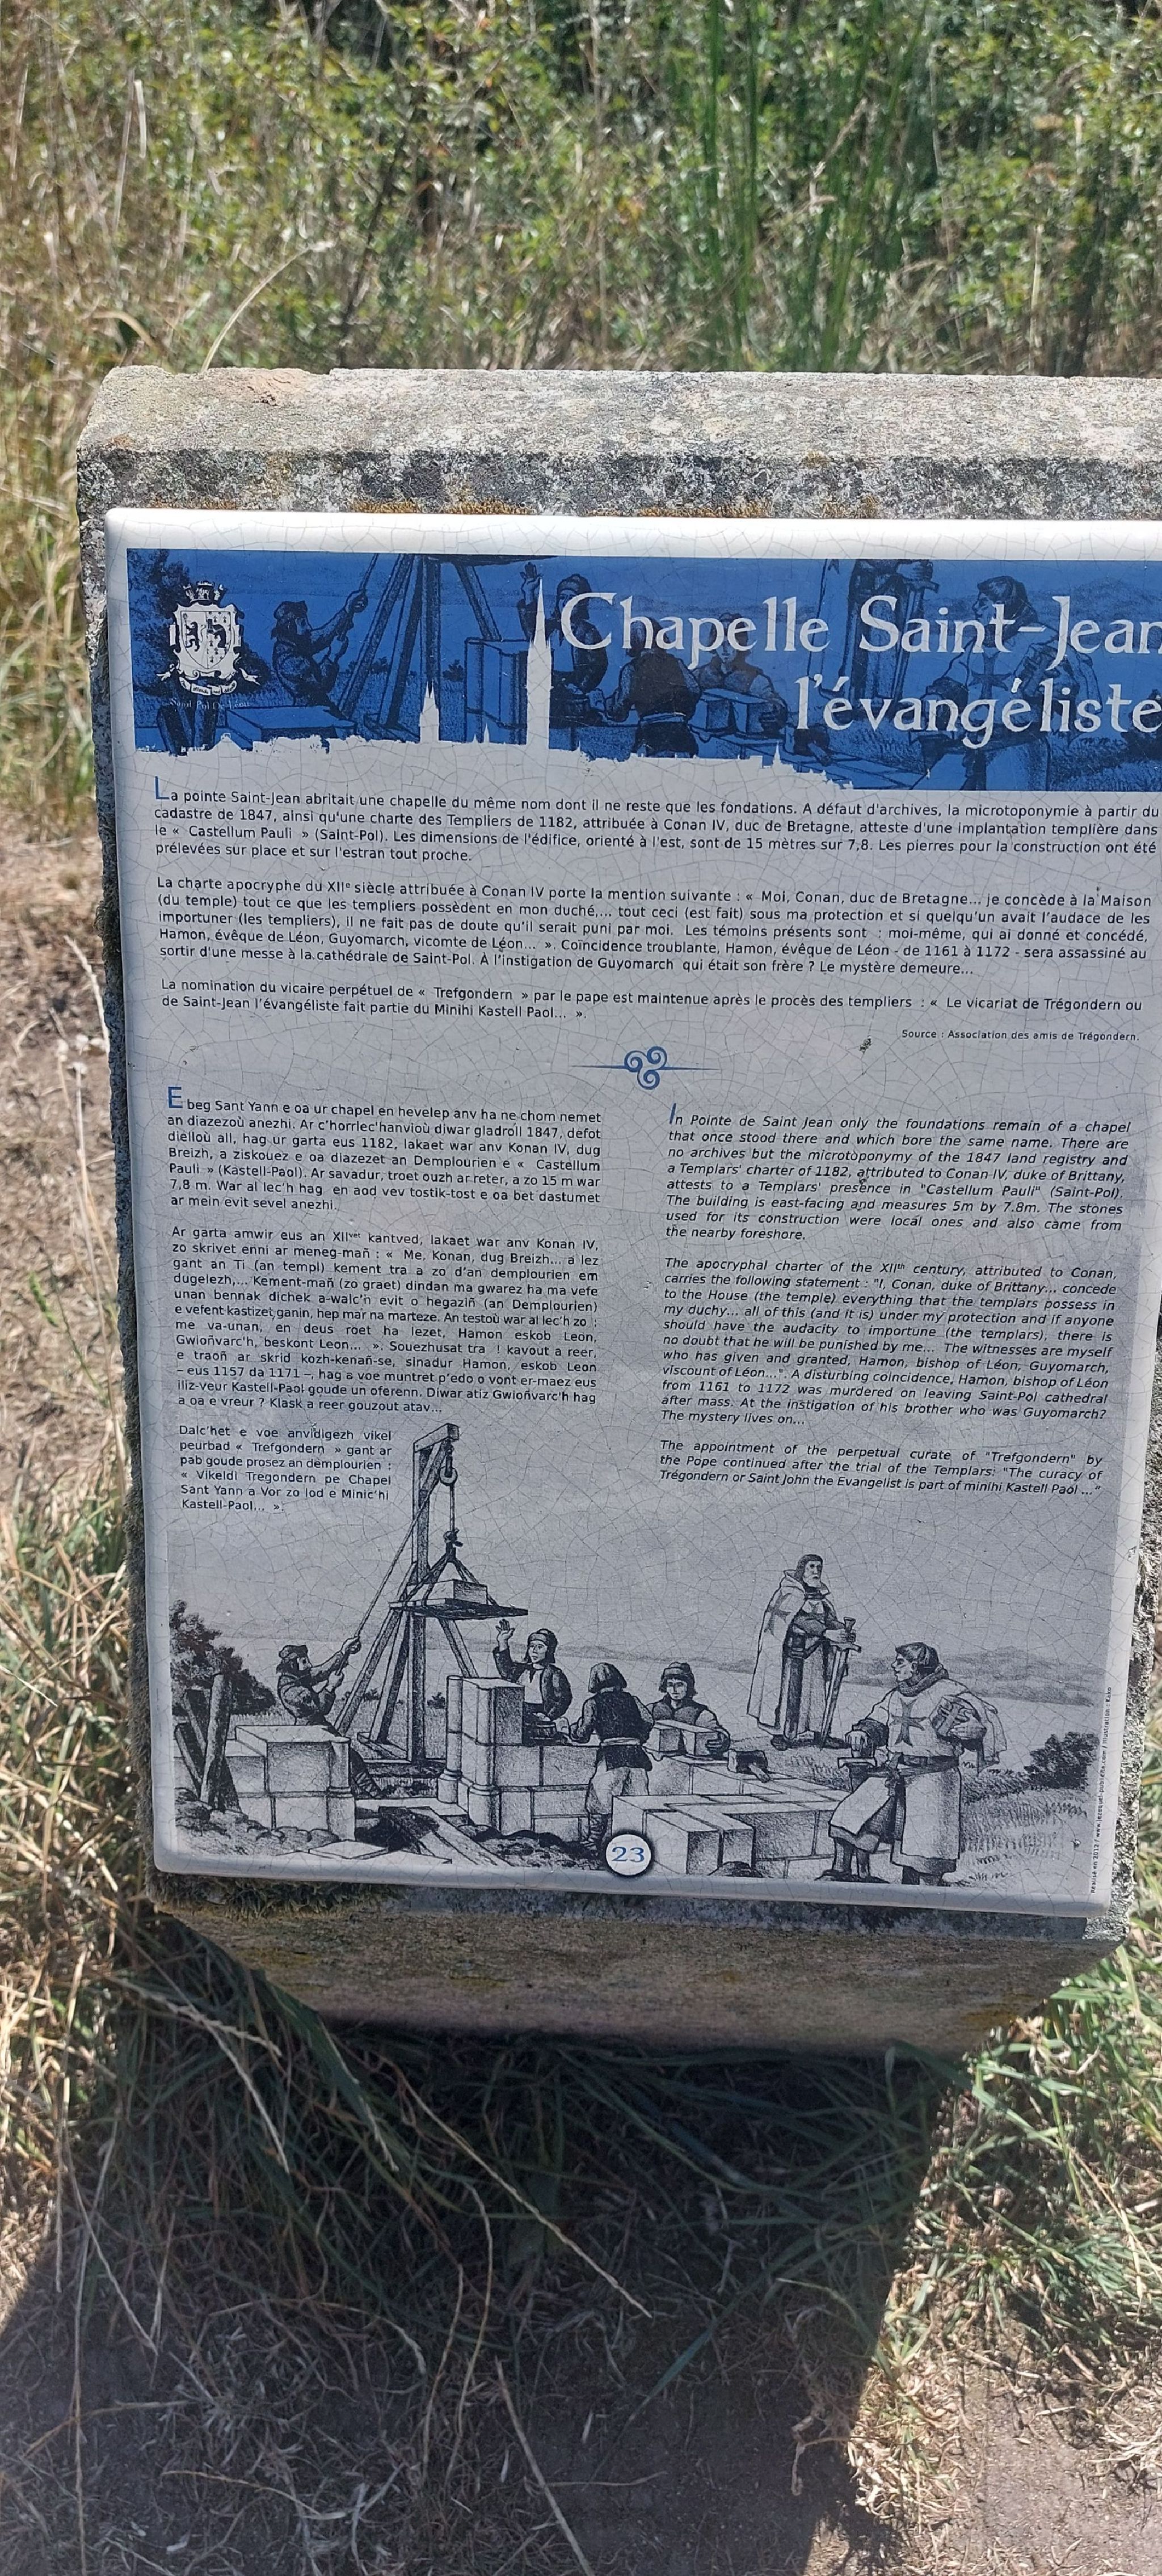 Saint Pol De Léon
Chapelle Saint-Jean
l'évangéliste
La pointe Saint-Jean abritait une chapelle du même nom dont il ne reste que les fondations. A défaut d'archives, la microtoponymie à partir du
cadastre de 1847, ainsi qu'une charte des Templiers de 1182, attribuée à Conan IV, duc de Bretagne, atteste d'une implantation templière dans
le « Castellum Pauli » (Saint-Pol). Les dimensions de l'édifice, orienté à l'est, sont de 15 mètres sur 7,8. Les pierres pour la construction ont été
prélevées sur place et sur l'estran tout proche.
La charte apocryphe du XIIe siècle attribuée à Conan IV porte la mention suivante : « Moi, Conan, duc de Bretagne... je concède à la Maison
(du temple) tout ce que les templiers possèdent en mon duché,... tout ceci (est fait) sous ma protection et si quelqu'un avait l'audace de les
importuner (les templiers), il ne fait pas de doute qu'il serait puni par moi. Les témoins présents sont : moi-même, qui ai donné et concédé,
Hamon, évêque de Léon, Guyomarch, vicomte de Léon... ». Coïncidence troublante, Hamon, évêque de Léon - de 1161 à 1172 - sera assassiné au
sortir d'une messe à la cathédrale de Saint-Pol. À l'instigation de Guyomarch qui était son frère ? Le mystère demeure...
La nomination du vicaire perpétuel de « Trefgondern » par le pape est maintenue après le procès des templiers : « Le vicariat de Trégondern ou
de Saint-Jean l'évangéliste fait partie du Minihi Kastell Paol... ».
Source : Association des amis de Trégondern.
E beg Sant Yann e oa ur chapel en hevelep anv ha ne chom nemet
an diazezoù anezhi. Ar c'horrlec'hanvioù diwar gladroll 1847, defot
dielloù all, hag ur garta eus 1182, lakaet war anv Konan IV, dug
Breizh, a ziskouez e oa diazezet an Demplourien e « Castellum
Pauli » (Kastell-Paol). Ar savadur, troet ouzh ar reter, a zo 15 m war
7,8 m. War al lec'h hag en aod vev tostik-tost e oa bet dastumet
ar mein evit sevel anezhi.
Ar garta amwir eus an XIIvet kantved, lakaet war anv Konan IV,
zo skrivet enni ar meneg-mañ : « Me, Konan, dug Breizh... a lez
gant an Ti (an templ) kement tra a zo d'an demplourien em
dugelezh,... Kement-mañ (zo graet) dindan ma gwarez ha ma vefe
unan bennak dichek a-walc'h evit o hegaziñ (an Demplourien)
e vefent kastizet ganin, hep mar na marteze. An testoù war al lec'h zo :
me va-unan, en deus roet ha lezet, Hamon eskob Leon,
Gwioñvarc'h, beskont Leon... ». Souezhusat tra ! kavout a reer,
e traoñ ar skrid kozh-kenañ-se, sinadur Hamon, eskob Leon
– eus 1157 da 1171 –, hag a voe muntret p'edo o vont er-maez eus
iliz-veur Kastell-Paol goude un oferenn. Diwar atiz Gwioñvarc'h hag
a oa e vreur ? Klask a reer gouzout atav...
Dalc'het e voe anvidigezh vikel
peurbad « Trefgondern » gant ar
pab goude prosez an demplourien :
« Vikeldi Tregondern pe Chapel
Sant Yann a Vor zo lod e Minic'hi
Kastell-Paol... ».
In Pointe de Saint Jean only the foundations remain of a chapel
that once stood there and which bore the same name. There are
no archives but the microtoponymy of the 1847 land registry and
a Templars' charter of 1182, attributed to Conan IV, duke of Brittany,
attests to a Templars' presence in "Castellum Pauli" (Saint-Pol).
The building is east-facing and measures 5m by 7.8m. The stones
used for its construction were local ones and also came from
the nearby foreshore.
The apocryphal charter of the XIIth century, attributed to Conan,
carries the following statement : "I, Conan, duke of Brittany... concede
to the House (the temple) everything that the templars possess in
my duchy... all of this (and it is) under my protection and if anyone
should have the audacity to importune (the templars), there is
no doubt that he will be punished by me... The witnesses are myself
who has given and granted, Hamon, bishop of Léon, Guyomarch,
viscount of Léon...". A disturbing coincidence, Hamon, bishop of Léon
from 1161 to 1172 was murdered on leaving Saint-Pol cathedral
after mass. At the instigation of his brother who was Guyomarch?
The mystery lives on...
The appointment of the perpetual curate of "Trefgondern" by
the Pope continued after the trial of the Templars: "The curacy of
Trégondern or Saint John the Evangelist is part of minihi Kastell Paol ..."
23